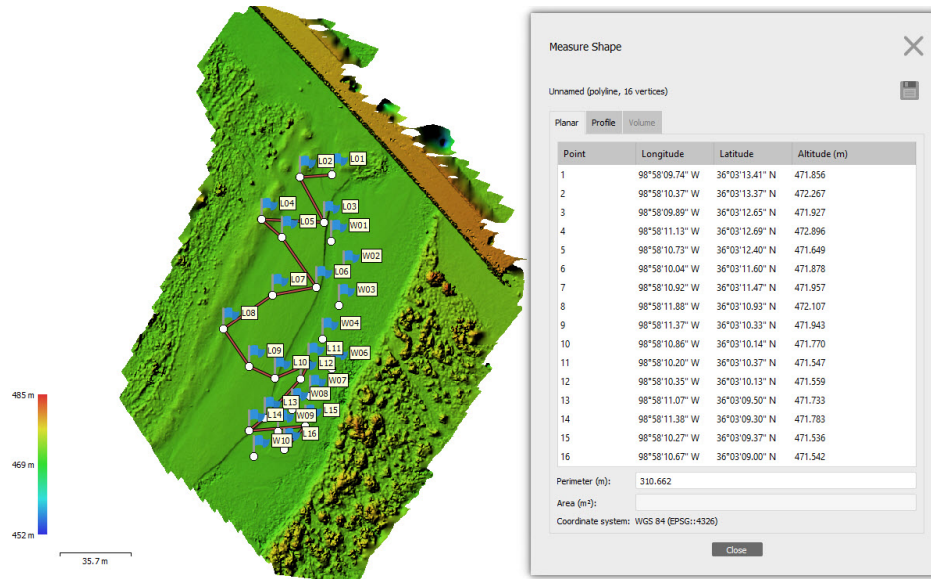 L02
L01
L04
L03
L05
W01
W02
L07
L06
W03
L08
W04
L09
L11
W06
L10
L12
W07
L13
W08
L14
W09
L15
W10
L16
485 m
469 m
452 m
35.7 m
Measure Shape
Unnamed (polyline, 16 vertices)
Planar Profile Volume
Point Longitude Latitude Altitude (m)
1 98°58'09.74" W 36°03'13.41" N 471.856
2 98°58'10.37" W 36°03'13.37" N 472.267
3 98°58'09.89" W 36°03'12.65" N 471.927
4 98°58'11.13" W 36°03'12.69" N 472.896
5 98°58'10.73" W 36°03'12.40" N 471.649
6 98°58'10.04" W 36°03'11.60" N 471.878
7 98°58'10.92" W 36°03'11.47" N 471.957
8 98°58'11.88" W 36°03'10.93" N 472.107
9 98°58'11.37" W 36°03'10.33" N 471.943
10 98°58'10.86" W 36°03'10.14" N 471.770
11 98°58'10.20" W 36°03'10.37" N 471.547
12 98°58'10.35" W 36°03'10.13" N 471.559
13 98°58'11.07" W 36°03'09.50" N 471.733
14 98°58'11.38" W 36°03'09.30" N 471.783
15 98°58'10.27" W 36°03'09.37" N 471.536
16 98°58'10.67" W 36°03'09.00" N 471.542
Perimeter (m): 310.662
Area (m²):
Coordinate system: WGS 84 (EPSG::4326)
Close